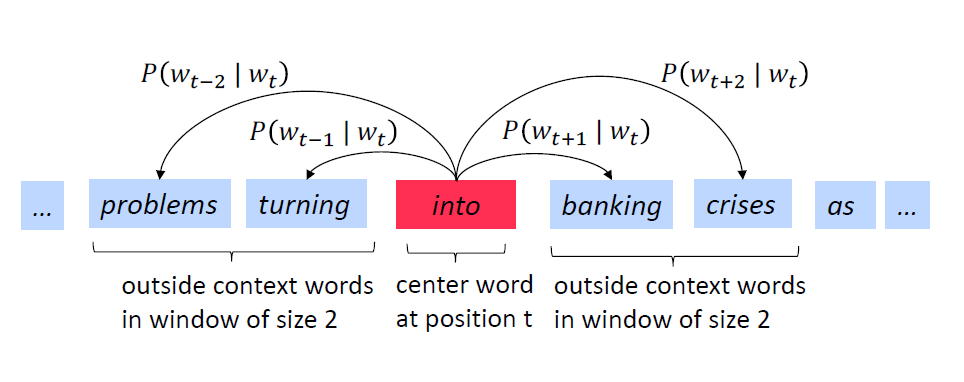 P(w_{t−2} | w_t)
P(w_{t+2} | w_t)
P(w_{t−1} | w_t)
P(w_{t+1} | w_t)
... problems turning into banking crises as ...
outside context words
in window of size 2
center word
at position t
outside context words
in window of size 2